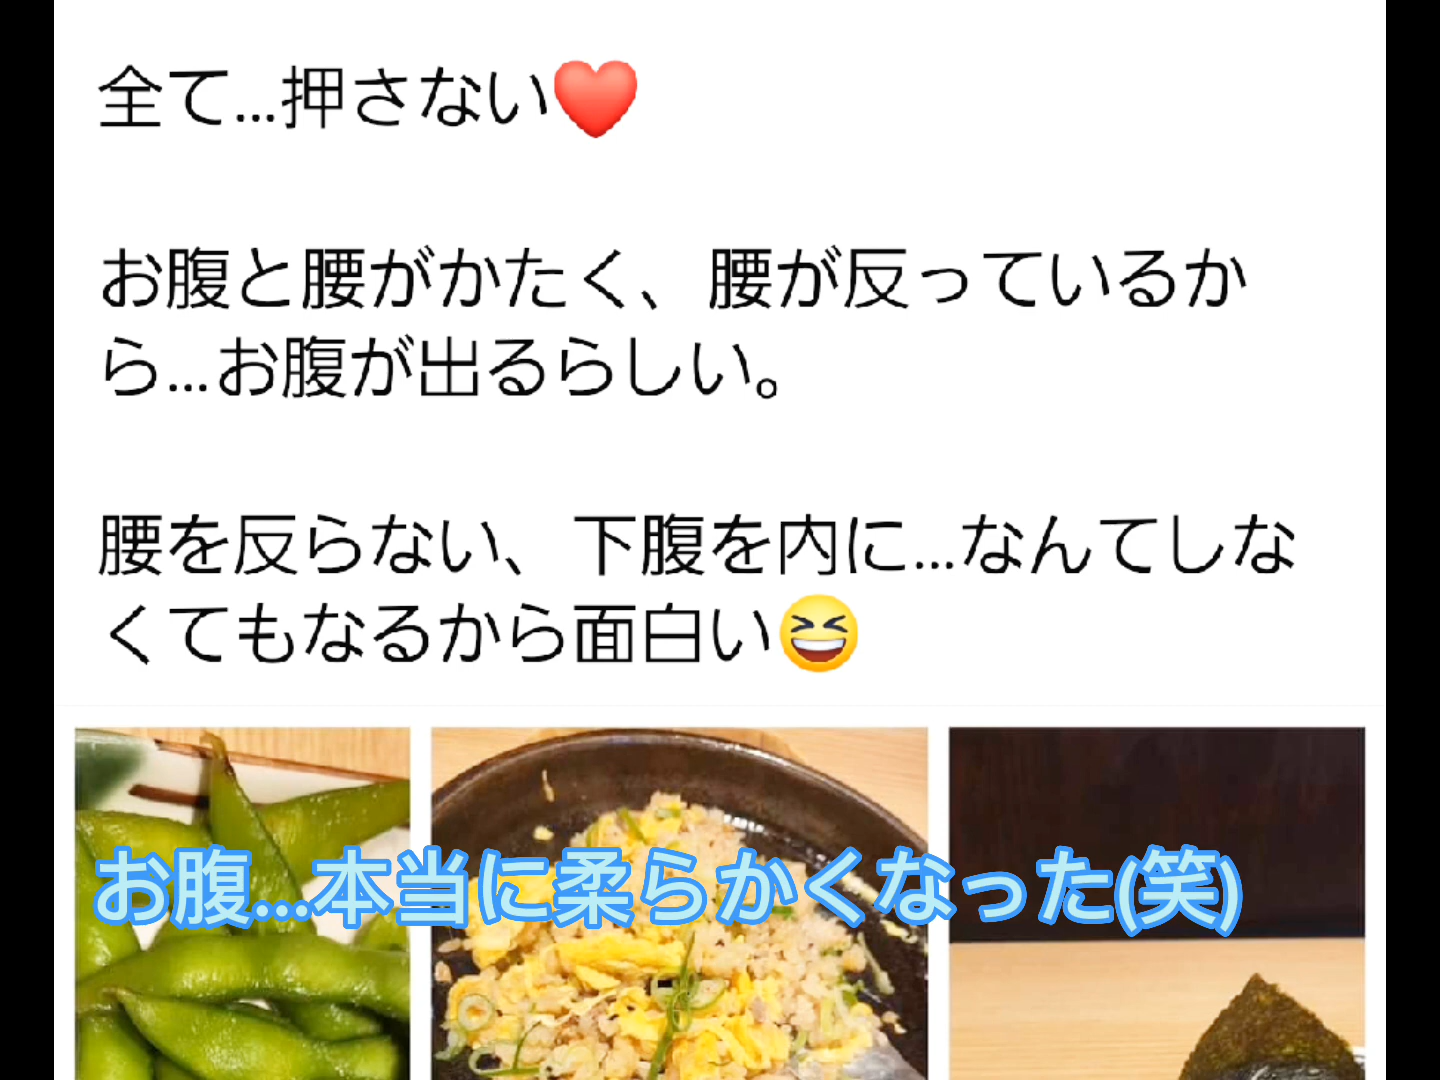 全て...押さない❤️
お腹と腰がかたく、腰が反っているか
ら...お腹が出るらしい。
腰を反らない、下腹を内に...なんてしな
くてもなるから面白い😆
お腹...本当に柔らかくなった(笑)